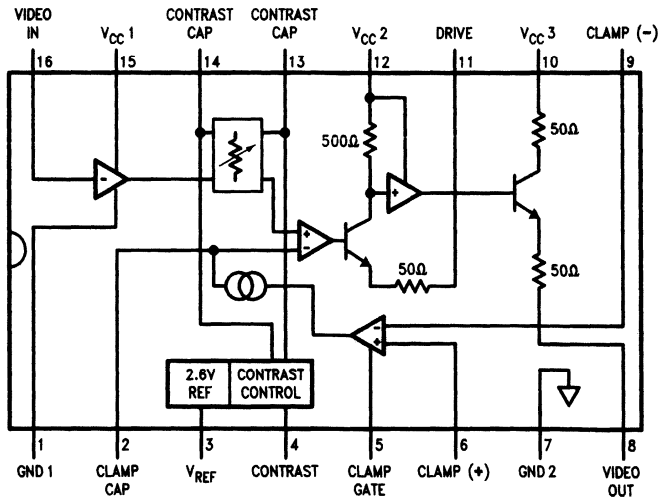 VIDEO IN
V_CC 1
CONTRAST CAP
CONTRAST CAP
V_CC 2
DRIVE
V_CC 3
CLAMP (−)
16
15
14
13
12
11
10
9
500Ω
50Ω
+
-
+
-
50Ω
50Ω
-
+
2.6V REF
CONTRAST CONTROL
1
2
3
4
5
6
7
8
GND 1
CLAMP CAP
V_REF
CONTRAST
CLAMP GATE
CLAMP (+)
GND 2
VIDEO OUT